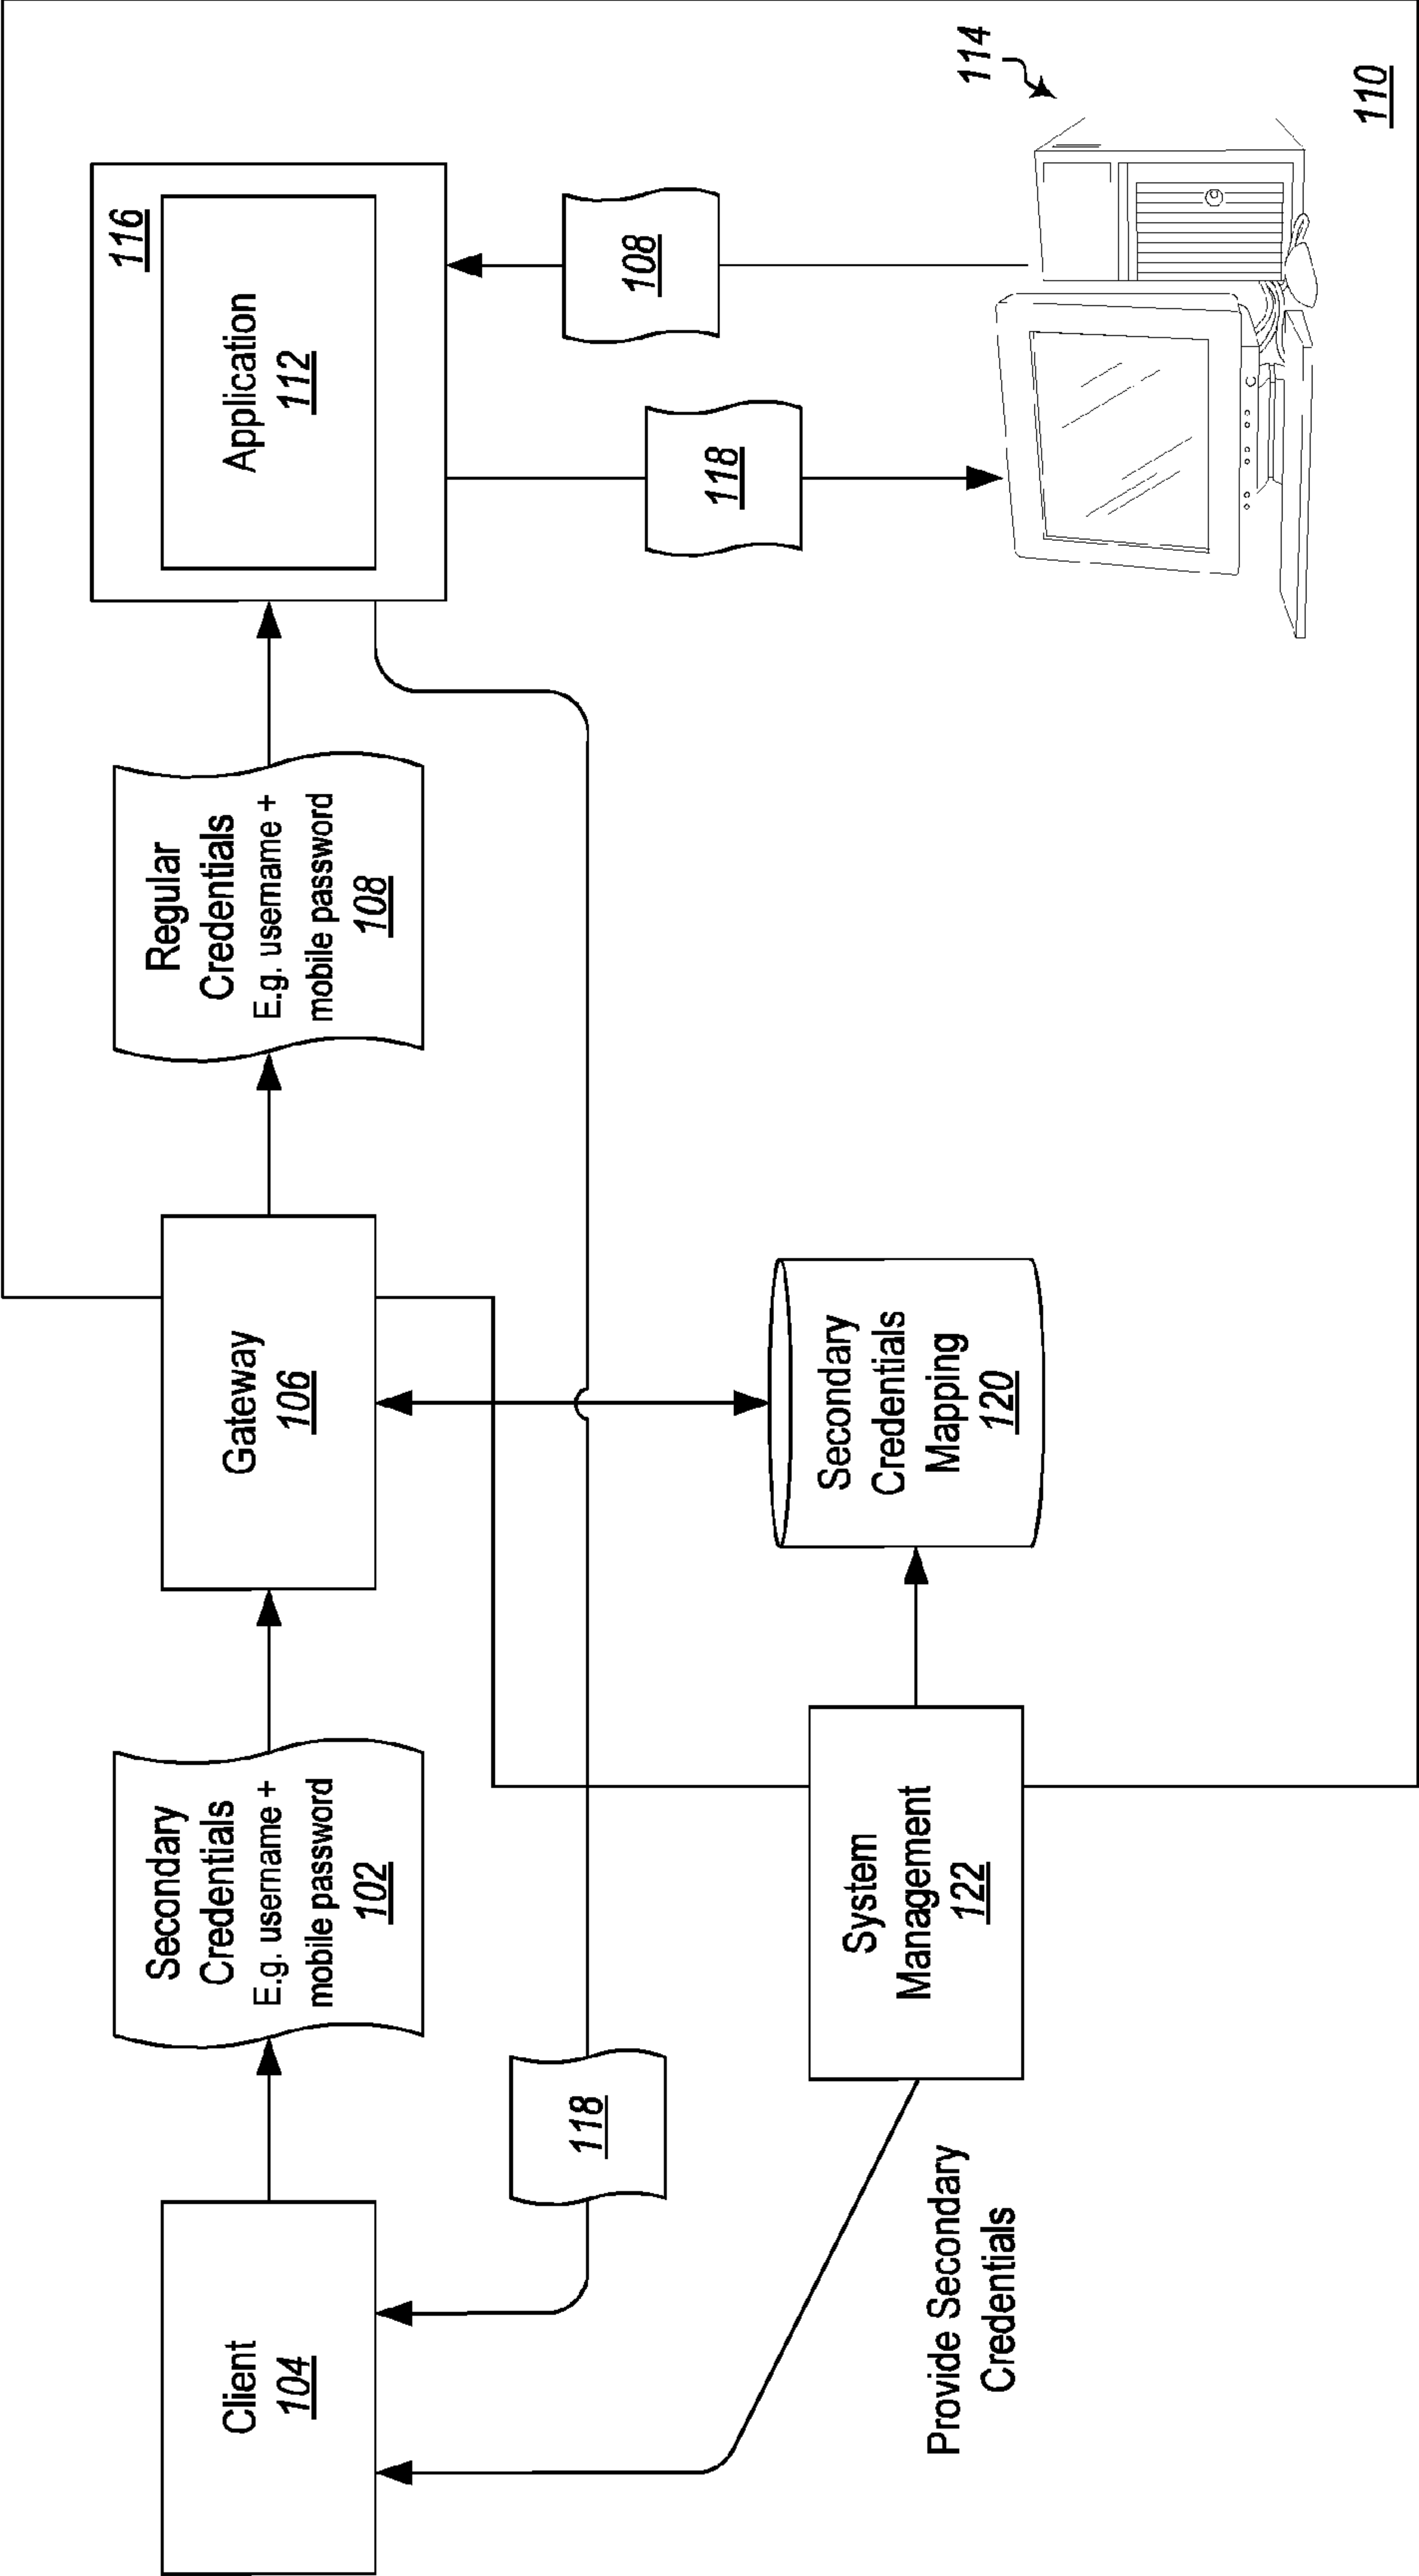 Client
104
Secondary
Credentials
E.g. username +
mobile password
102
Gateway
106
Regular
Credentials
E.g. username +
mobile password
108
116
Application
112
118
118
108
Provide Secondary
Credentials
System
Management
122
Secondary
Credentials
Mapping
120
114
110